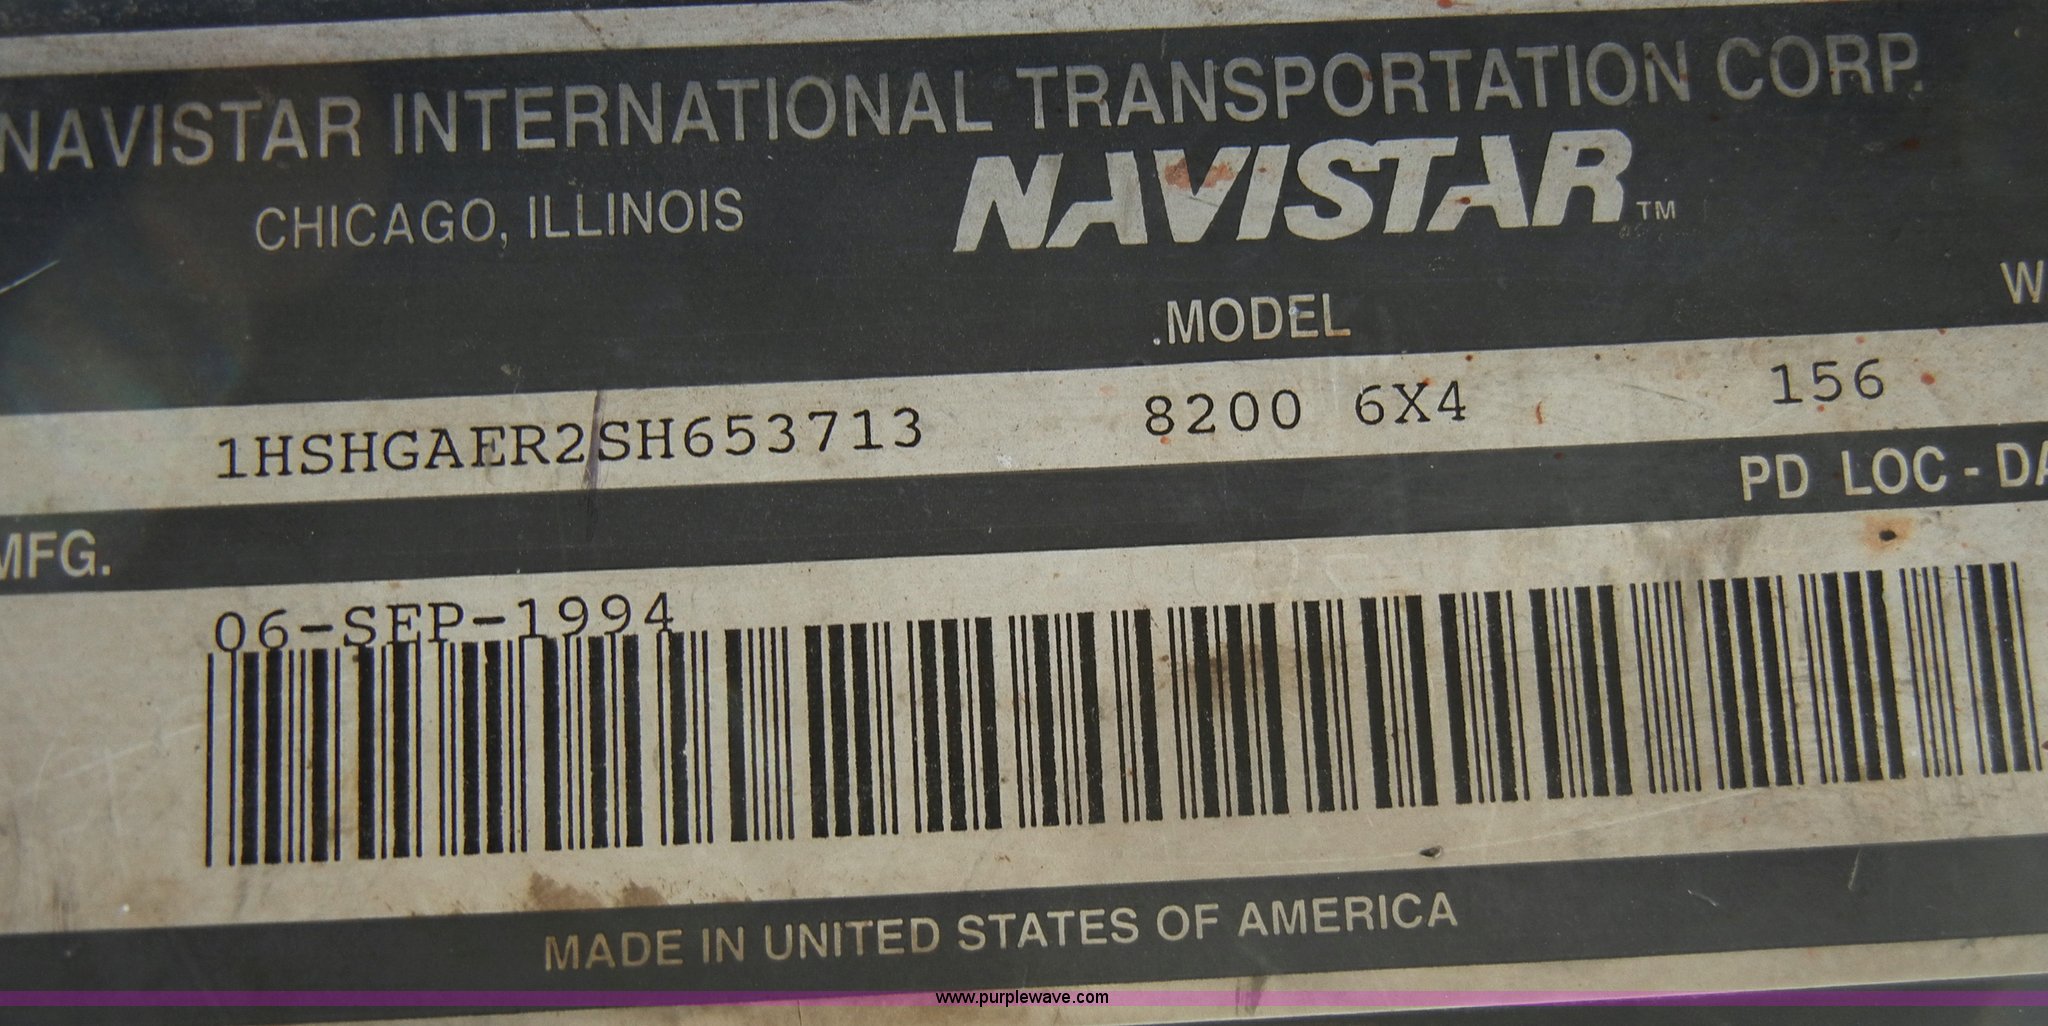 NAVISTAR INTERNATIONAL TRANSPORTATION CORP.
CHICAGO, ILLINOIS
NAVISTAR™
.MODEL
1HSHGAER2SH653713 8200 6X4 156
MFG.
PD LOC -
06-SEP-1994
MADE IN UNITED STATES OF AMERICA
www.purplewave.com